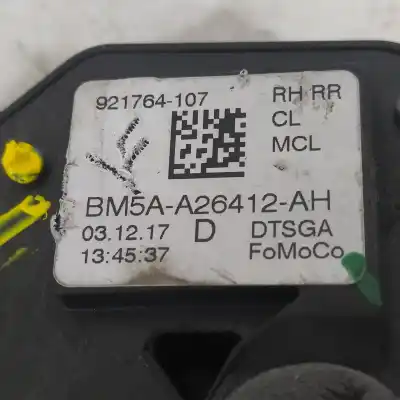 921764-107 RH RR
CL
MCL
BM5A-A26412-AH
03.12.17 D DTSGA
13:45:37 FoMoCo